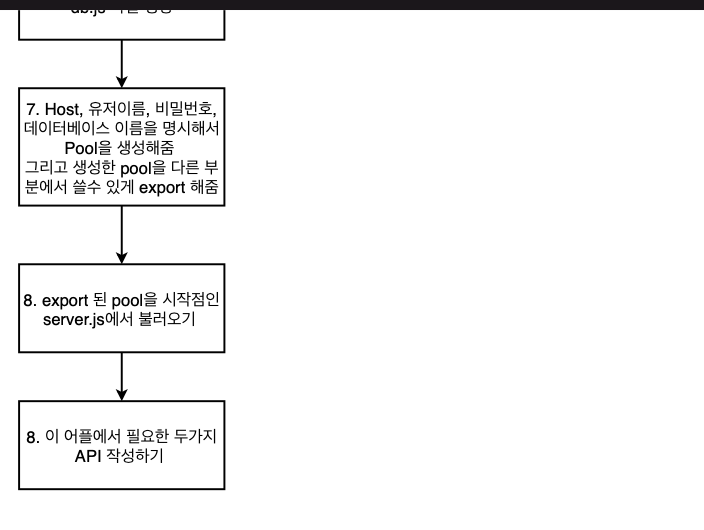 7. Host, 유저이름, 비밀번호,
데이터베이스 이름을 명시해서
Pool을 생성해줌
그리고 생성한 pool을 다른 부
분에서 쓸수 있게 export 해줌
8. export 된 pool을 시작점인
server.js에서 불러오기
8. 이 어플에서 필요한 두가지
API 작성하기